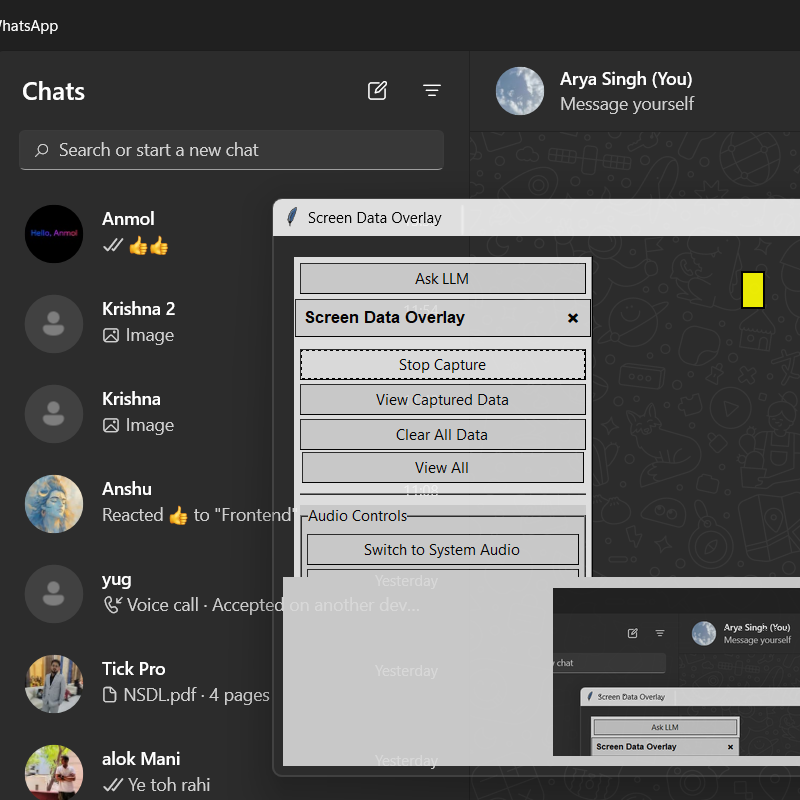 WhatsApp
Chats
Search or start a new chat
Arya Singh (You)
Message yourself
Anmol
Hello, Anmol
👍👍
Krishna 2
Image
Krishna
Image
Anshu
Reacted 👍 to "Frontend"
yug
Voice call · Accepted on another dev...
Tick Pro
NSDL.pdf · 4 pages
alok Mani
Ye toh rahi
Screen Data Overlay
Ask LLM
Screen Data Overlay
Stop Capture
View Captured Data
Clear All Data
View All
11:08
Audio Controls
Switch to System Audio
Yesterday
Yesterday
Yesterday
Arya Singh (You)
Message yourself
chat
Screen Data Overlay
Ask LLM
Screen Data Overlay